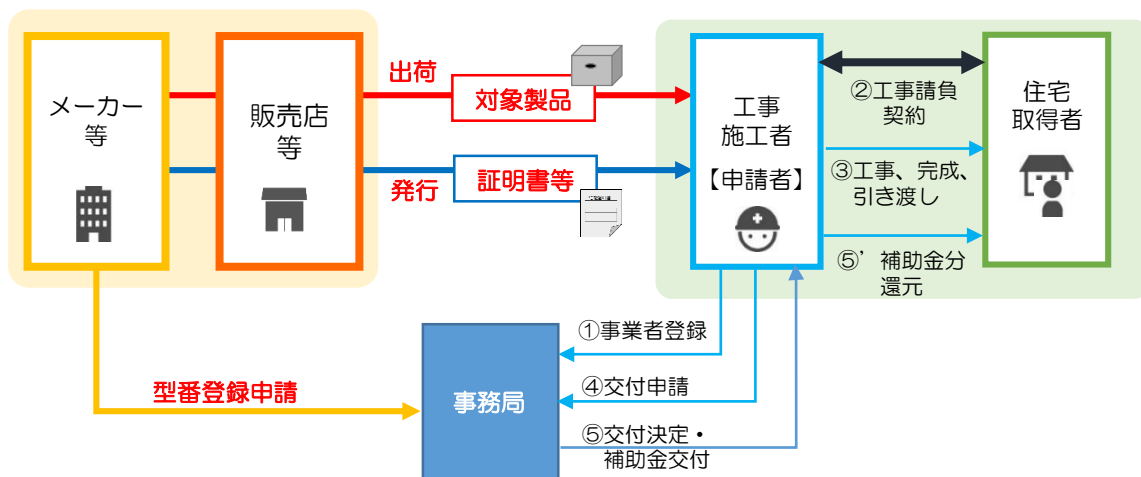 メーカー
等
販売店
等
出荷
対象製品
発行
証明書等
工事
施工者
【申請者】
②工事請負
契約
③工事、完成、
引き渡し
⑤’補助金分
還元
住宅
取得者
①事業者登録
型番登録申請
事務局
④交付申請
⑤交付決定・
補助金交付